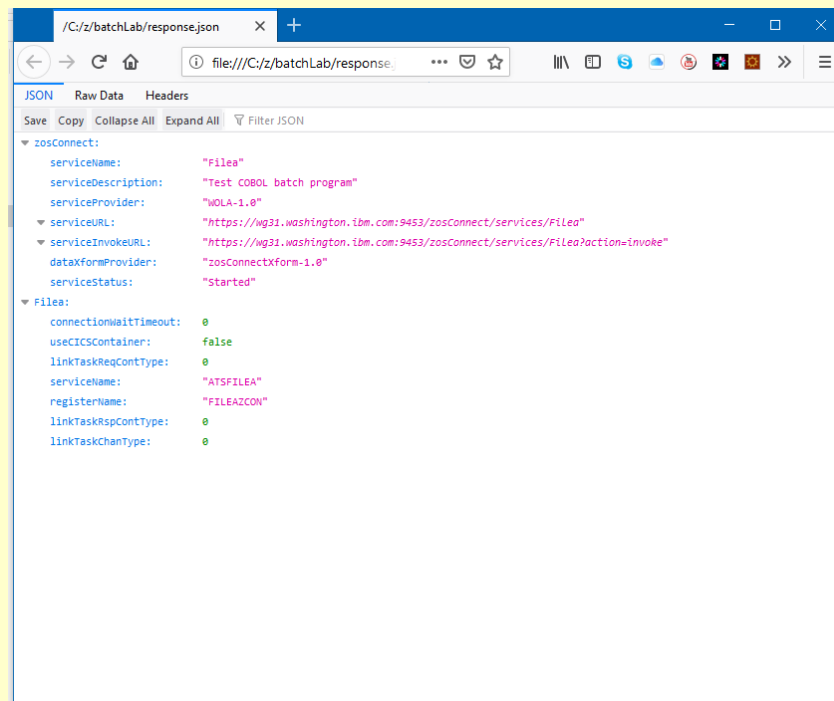 /C:/z/batchLab/response.json
file:///C:/z/batchLab/response.
JSON Raw Data Headers
Save Copy Collapse All Expand All Filter JSON
zosConnect:
serviceName: "Filea"
serviceDescription: "Test COBOL batch program"
serviceProvider: "WOLA-1.0"
serviceURL: "https://wg31.washington.ibm.com:9453/zosConnect/services/Filea"
serviceInvokeURL: "https://wg31.washington.ibm.com:9453/zosConnect/services/Filea?action=invoke"
dataXformProvider: "zosConnectXform-1.0"
serviceStatus: "Started"
Filea:
connectionWaitTimeout: 0
useCICSContainer: false
linkTaskReqContType: 0
serviceName: "ATSFILEA"
registerName: "FILEAZCON"
linkTaskRspContType: 0
linkTaskChanType: 0